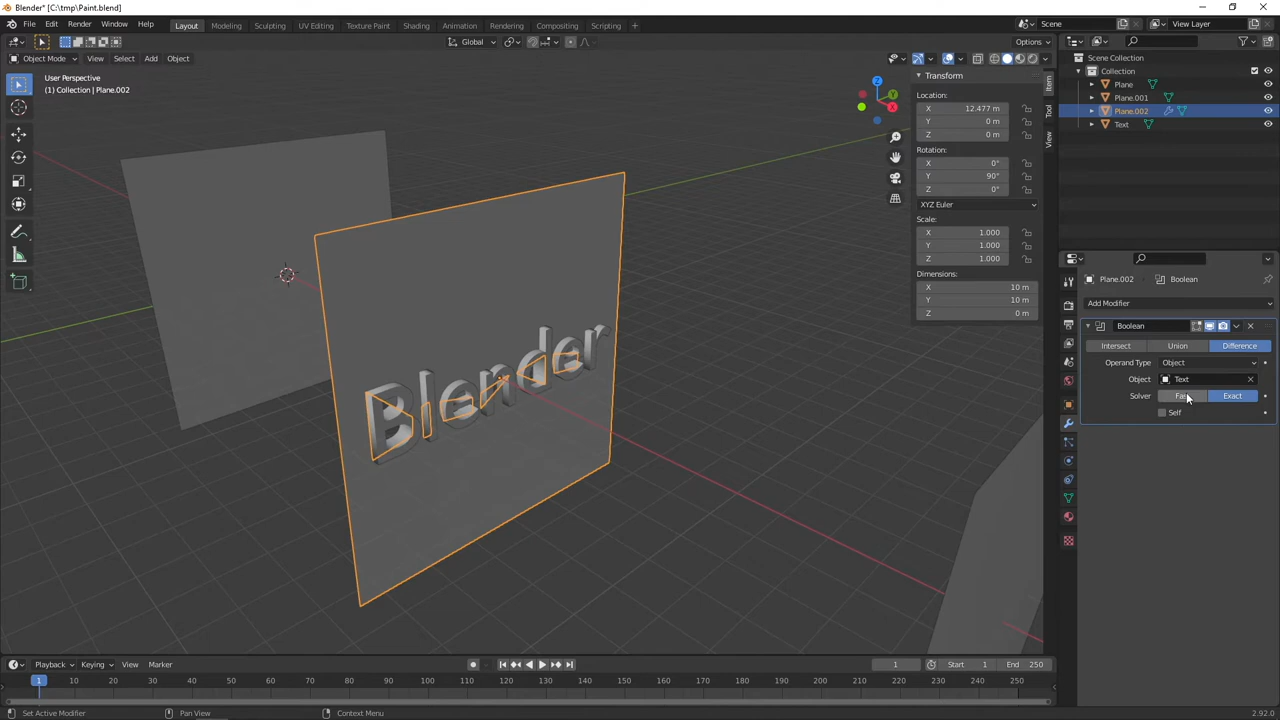 Blender* [C:\tmp\Paint.blend]
File Edit Render Window Help Layout Modeling Sculpting UV Editing Texture Paint Shading Animation Rendering Compositing Scripting Scene View Layer
Global Options
Object Mode View Select Add Object
User Perspective
(1) Collection | Plane.002
Z
Y
X
Blender
Transform
Location:
X 12.477 m
Y 0 m
Z 0 m
Rotation:
X 0°
Y 90°
Z 0°
XYZ Euler
Scale:
X 1.000
Y 1.000
Z 1.000
Dimensions:
X 10 m
Y 10 m
Z 0 m
Item
Tool
View
Scene Collection
Collection
Plane
Plane.001
Plane.002
Text
Plane.002 Boolean
Add Modifier
Boolean
Intersect Union Difference
Operand Type Object
Object Text
Solver Exact
Self
Playback Keying View Marker 1 Start 1 End 250
1 10 20 30 40 50 60 70 80 90 100 110 120 130 140 150 160 170 180 190 200 210 220 230 240 250
Set Active Modifier Pan View Context Menu 2.92.0